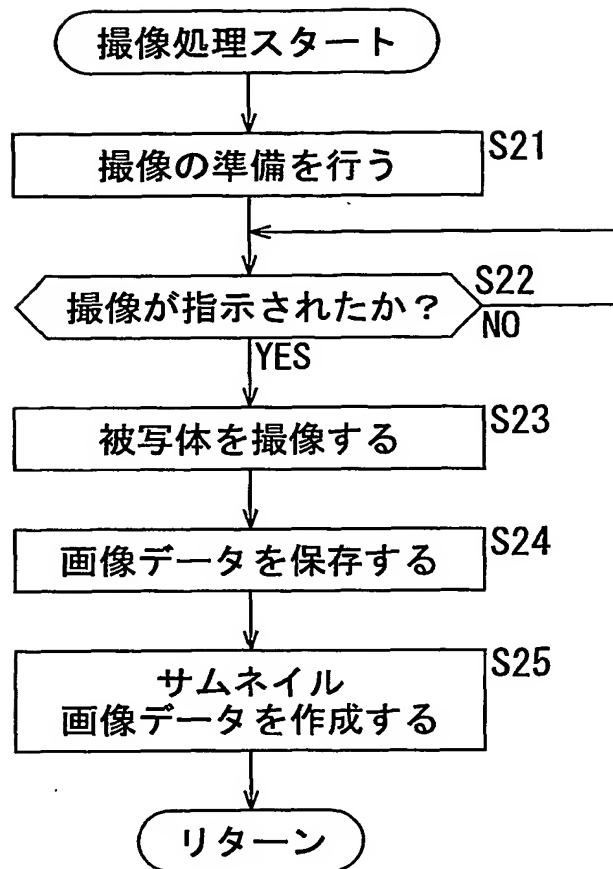 撮像処理スタート
撮像の準備を行う
S21
撮像が指示されたか？
S22
NO
YES
被写体を撮像する
S23
画像データを保存する
S24
サムネイル
画像データを作成する
S25
リターン